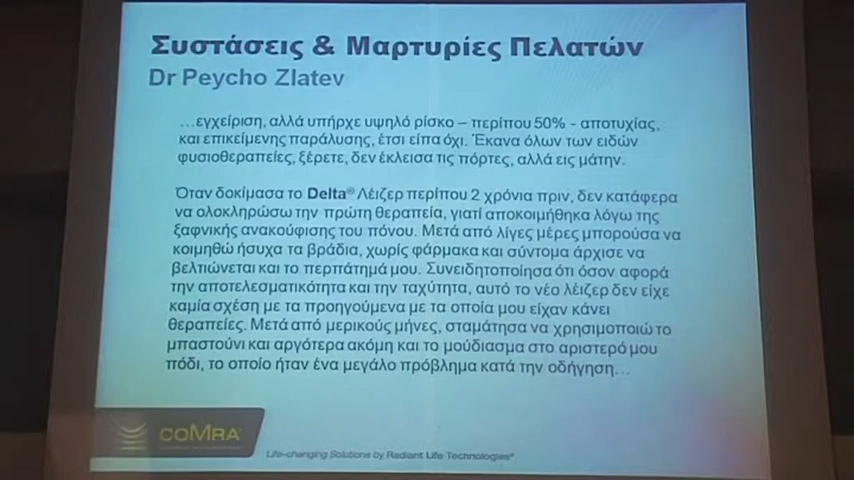 Συστάσεις & Μαρτυρίες Πελατών
Dr Peycho Zlatev
…εγχείριση, αλλά υπήρχε υψηλό ρίσκο – περίπου 50% - αποτυχίας,
και επικείμενης παράλυσης, έτσι είπα όχι. Έκανα όλων των ειδών
φυσιοθεραπείες, ξέρετε, δεν έκλεισα τις πόρτες, αλλά εις μάτην.
Όταν δοκίμασα το Delta® Λέιζερ περίπου 2 χρόνια πριν, δεν κατάφερα
να ολοκληρώσω την πρώτη θεραπεία, γιατί αποκοιμήθηκα λόγω της
ξαφνικής ανακούφισης του πόνου. Μετά από λίγες μέρες μπορούσα να
κοιμηθώ ήσυχα τα βράδια, χωρίς φάρμακα και σύντομα άρχισε να
βελτιώνεται και το περπάτημά μου. Συνειδητοποίησα ότι όσον αφορά
την αποτελεσματικότητα και την ταχύτητα, αυτό το νέο λέιζερ δεν είχε
καμία σχέση με τα προηγούμενα με τα οποία μου είχαν κάνει
θεραπείες. Μετά από μερικούς μήνες, σταμάτησα να χρησιμοποιώ το
μπαστούνι και αργότερα ακόμη και το μούδιασμα στο αριστερό μου
πόδι, το οποίο ήταν ένα μεγάλο πρόβλημα κατά την οδήγηση…
COMRA
Life-changing Solutions by Radiant Life Technologies®